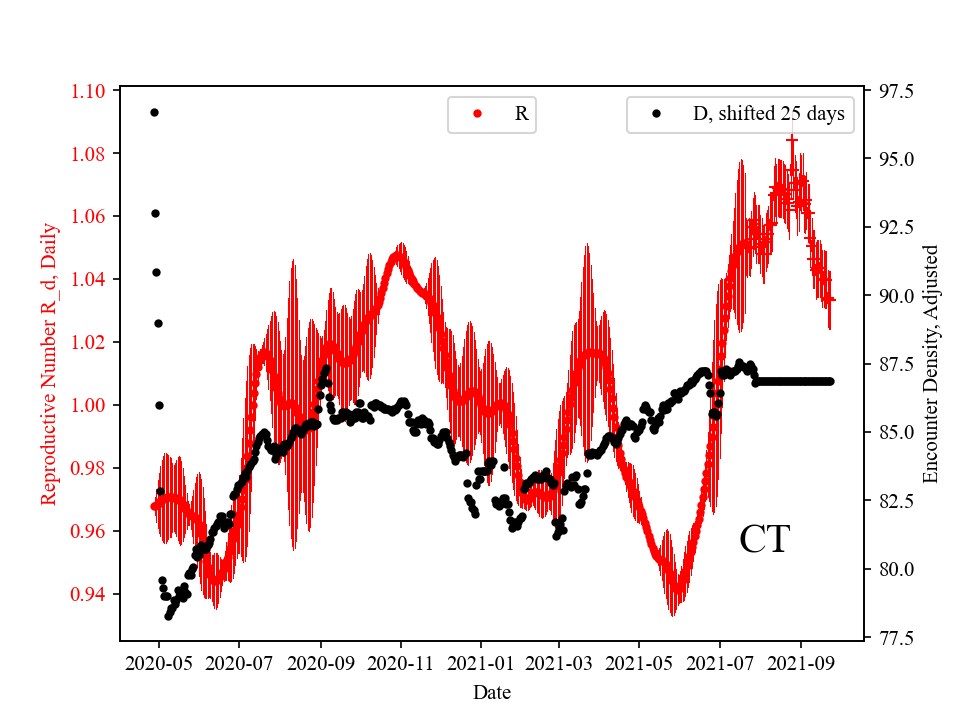 R
D, shifted 25 days
Reproductive Number R_d, Daily
1.10
1.08
1.06
1.04
1.02
1.00
0.98
0.96
0.94
97.5
95.0
92.5
90.0
87.5
85.0
82.5
80.0
77.5
Encounter Density, Adjusted
CT
2020-05 2020-07 2020-09 2020-11 2021-01 2021-03 2021-05 2021-07 2021-09
Date